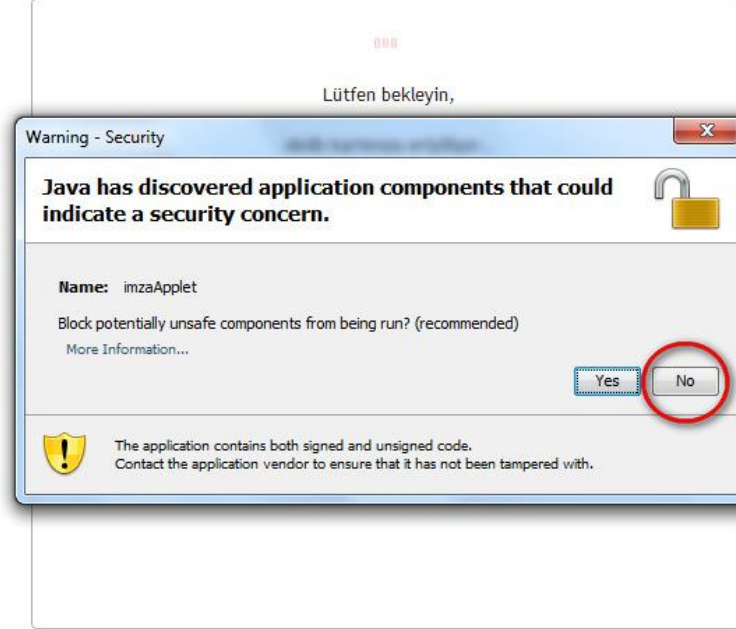 Lütfen bekleyin,
Warning - Security
Java has discovered application components that could
indicate a security concern.
Name: imzaApplet
Block potentially unsafe components from being run? (recommended)
More Information...
Yes
No
The application contains both signed and unsigned code.
Contact the application vendor to ensure that it has not been tampered with.